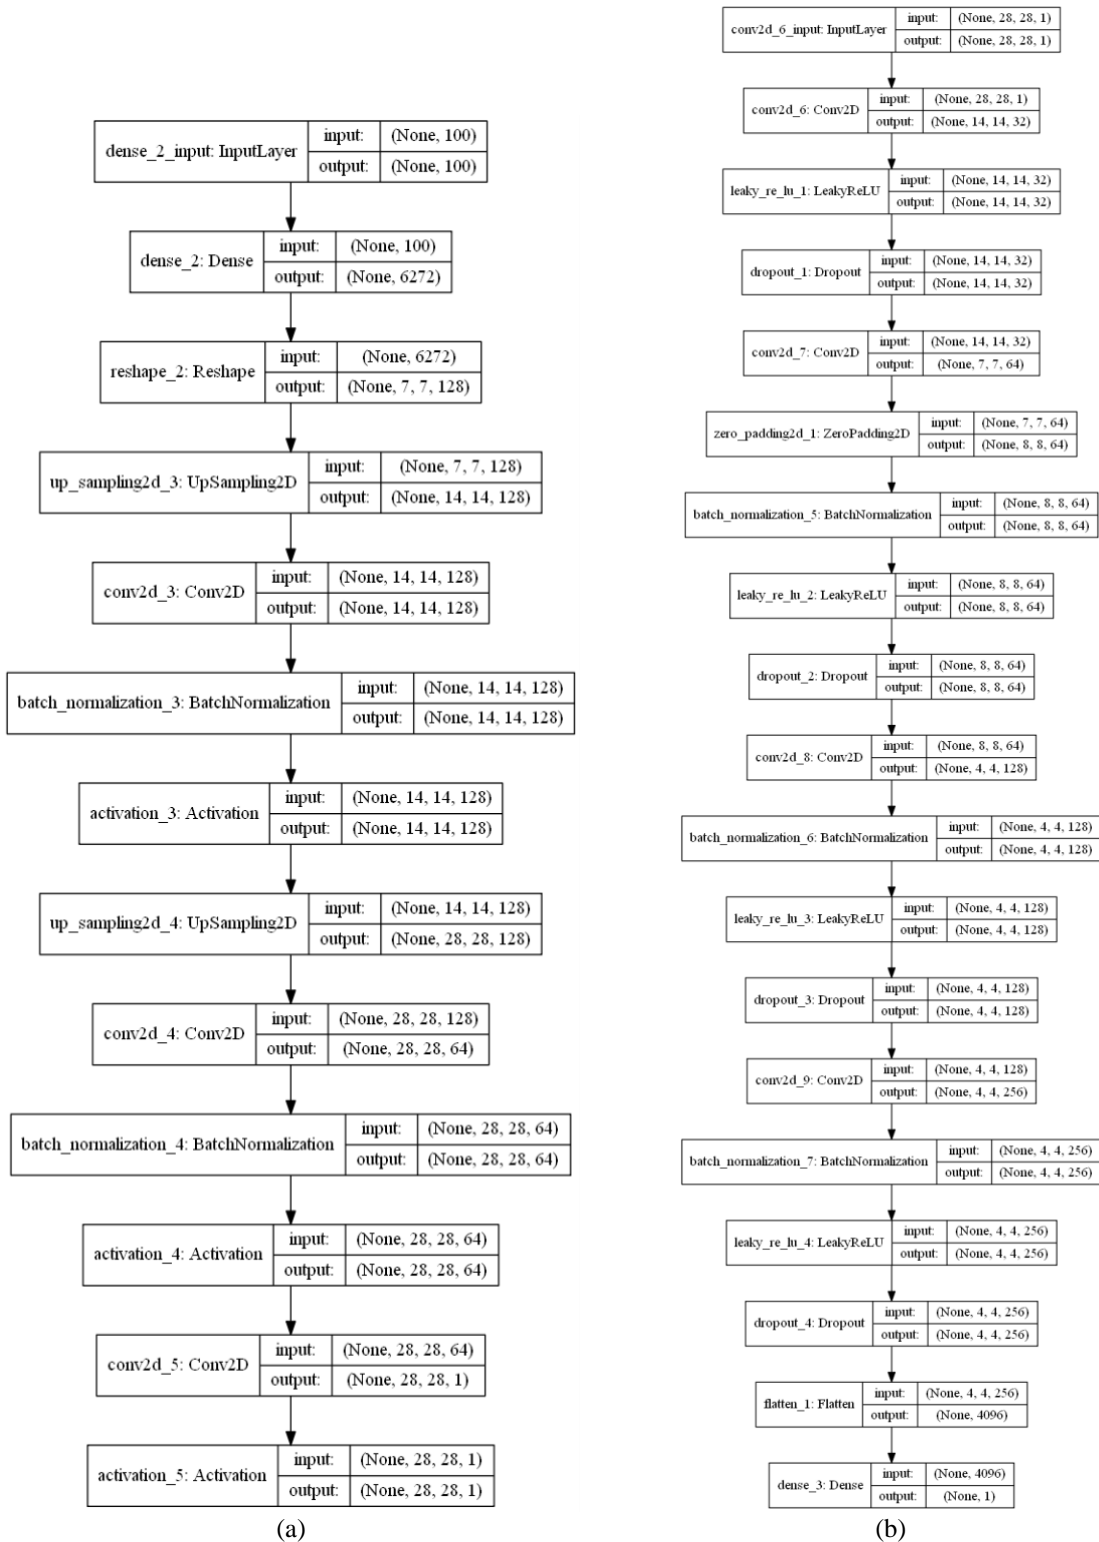 dense_2_input: InputLayer input: (None, 100)
output: (None, 100)
dense_2: Dense input: (None, 100)
output: (None, 6272)
reshape_2: Reshape input: (None, 6272)
output: (None, 7, 7, 128)
up_sampling2d_3: UpSampling2D input: (None, 7, 7, 128)
output: (None, 14, 14, 128)
conv2d_3: Conv2D input: (None, 14, 14, 128)
output: (None, 14, 14, 128)
batch_normalization_3: BatchNormalization input: (None, 14, 14, 128)
output: (None, 14, 14, 128)
activation_3: Activation input: (None, 14, 14, 128)
output: (None, 14, 14, 128)
up_sampling2d_4: UpSampling2D input: (None, 14, 14, 128)
output: (None, 28, 28, 128)
conv2d_4: Conv2D input: (None, 28, 28, 128)
output: (None, 28, 28, 64)
batch_normalization_4: BatchNormalization input: (None, 28, 28, 64)
output: (None, 28, 28, 64)
activation_4: Activation input: (None, 28, 28, 64)
output: (None, 28, 28, 64)
conv2d_5: Conv2D input: (None, 28, 28, 64)
output: (None, 28, 28, 1)
activation_5: Activation input: (None, 28, 28, 1)
output: (None, 28, 28, 1)
(a)
conv2d_6_input: InputLayer input: (None, 28, 28, 1)
output: (None, 28, 28, 1)
conv2d_6: Conv2D input: (None, 28, 28, 1)
output: (None, 14, 14, 32)
leaky_re_lu_1: LeakyReLU input: (None, 14, 14, 32)
output: (None, 14, 14, 32)
dropout_1: Dropout input: (None, 14, 14, 32)
output: (None, 14, 14, 32)
conv2d_7: Conv2D input: (None, 14, 14, 32)
output: (None, 7, 7, 64)
zero_padding2d_1: ZeroPadding2D input: (None, 7, 7, 64)
output: (None, 8, 8, 64)
batch_normalization_5: BatchNormalization input: (None, 8, 8, 64)
output: (None, 8, 8, 64)
leaky_re_lu_2: LeakyReLU input: (None, 8, 8, 64)
output: (None, 8, 8, 64)
dropout_2: Dropout input: (None, 8, 8, 64)
output: (None, 8, 8, 64)
conv2d_8: Conv2D input: (None, 8, 8, 64)
output: (None, 4, 4, 128)
batch_normalization_6: BatchNormalization input: (None, 4, 4, 128)
output: (None, 4, 4, 128)
leaky_re_lu_3: LeakyReLU input: (None, 4, 4, 128)
output: (None, 4, 4, 128)
dropout_3: Dropout input: (None, 4, 4, 128)
output: (None, 4, 4, 128)
conv2d_9: Conv2D input: (None, 4, 4, 128)
output: (None, 4, 4, 256)
batch_normalization_7: BatchNormalization input: (None, 4, 4, 256)
output: (None, 4, 4, 256)
leaky_re_lu_4: LeakyReLU input: (None, 4, 4, 256)
output: (None, 4, 4, 256)
dropout_4: Dropout input: (None, 4, 4, 256)
output: (None, 4, 4, 256)
flatten_1: Flatten input: (None, 4, 4, 256)
output: (None, 4096)
dense_3: Dense input: (None, 4096)
output: (None, 1)
(b)